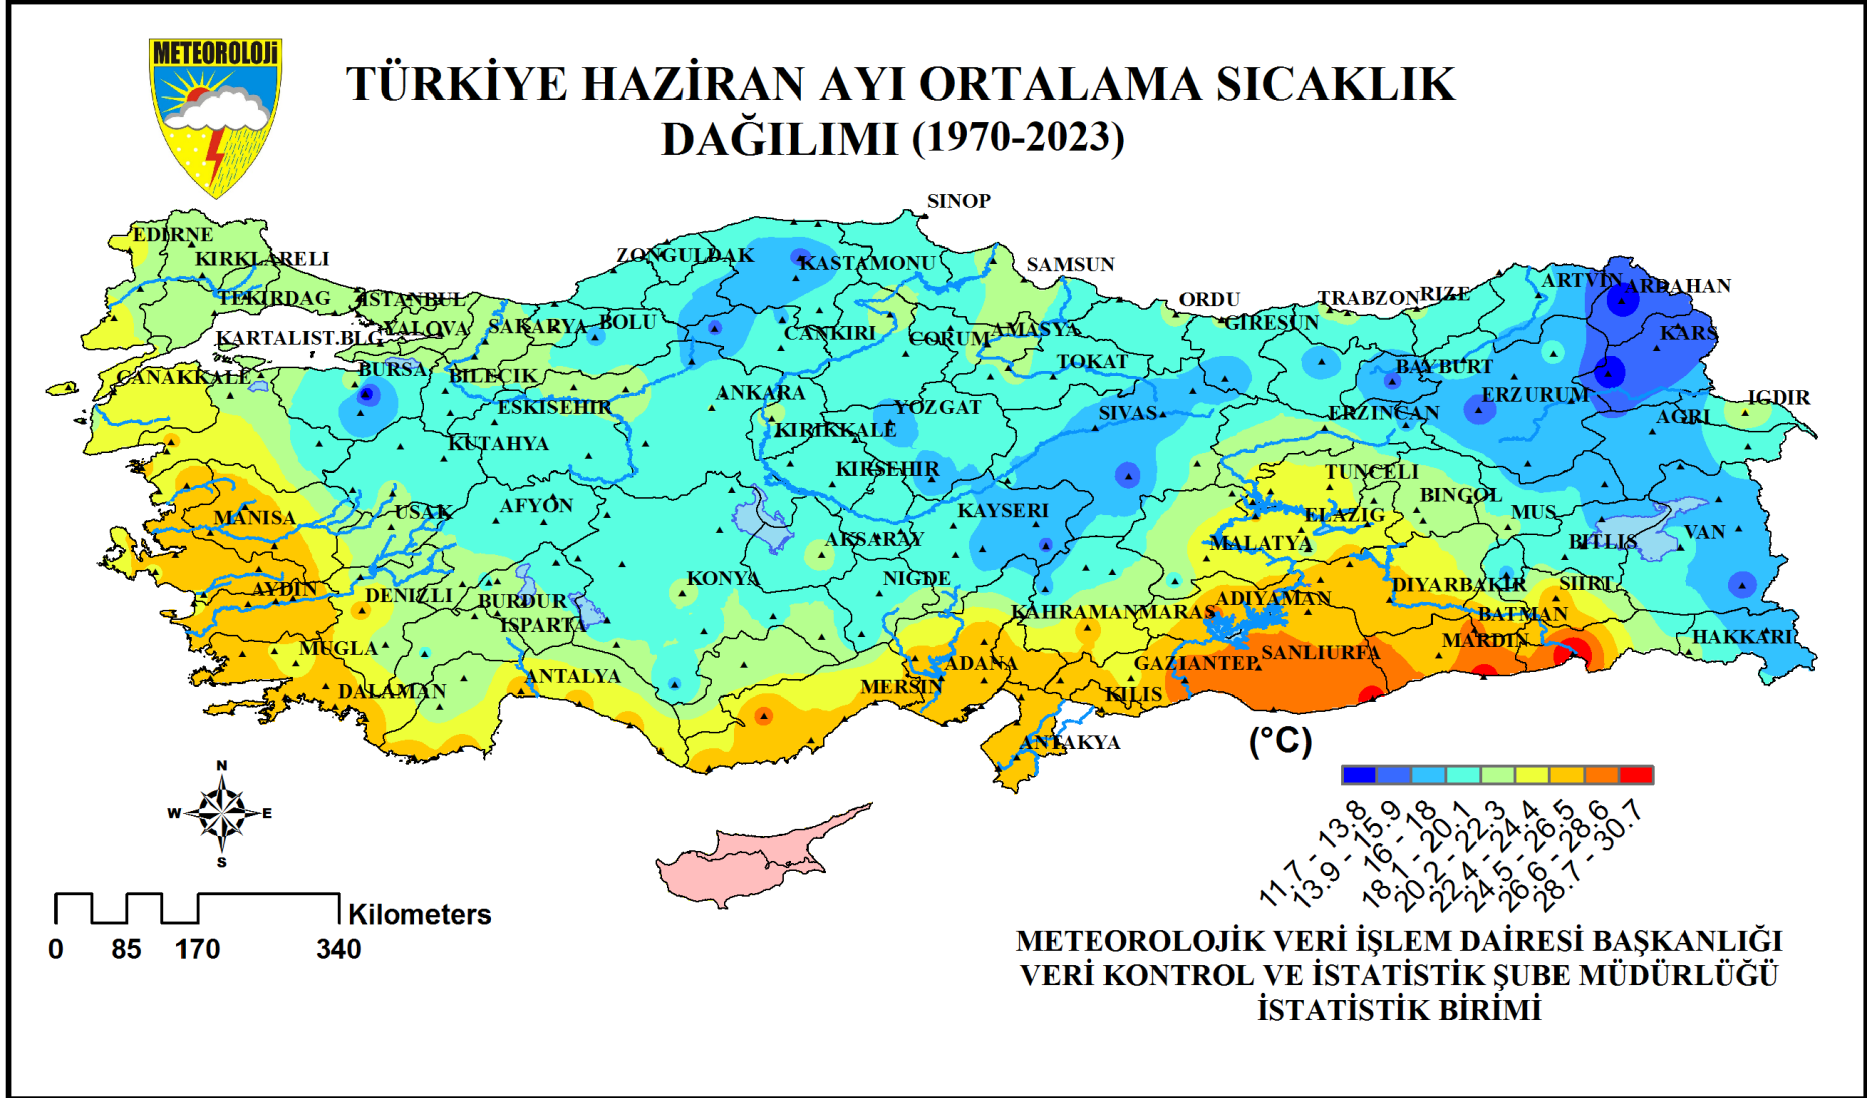 METEOROLOJi
TÜRKİYE HAZİRAN AYI ORTALAMA SICAKLIK
DAĞILIMI (1970-2023)
SINOP
EDIRNE
KIRKLARELI
ZONGULDAK
KASTAMONU
SAMSUN
ARTVIN
ARDAHAN
TEKIRDAG
ISTANBUL
ORDU
TRABZON
RIZE
KARTALIST.BLG
YALOVA
SAKARYA
BOLU
CANKIRI
CORUM
AMASYA
GIRESUN
KARS
CANAKKALE
BURSA
BILECIK
ESKISEHIR
ANKARA
TOKAT
BAYBURT
ERZURUM
IGDIR
KUTAHYA
KIRIKKALE
YOZGAT
SIVAS
ERZINCAN
AGRI
MANISA
USAK
AFYON
KIRSEHIR
KAYSERI
TUNCELI
BINGOL
ELAZIG
MUS
VAN
AKSARAY
MALATYA
BITLIS
AYDIN
DENIZLI
BURDUR
ISPARTA
KONYA
NIGDE
KAHRAMANMARAS
ADIYAMAN
DIYARBAKIR
SIIRT
BATMAN
MUGLA
DALAMAN
ANTALYA
MERSIN
ADANA
GAZIANTEP
SANLIURFA
MARDIN
HAKKARI
KILIS
ANTAKYA
(°C)
11.7 - 13.8
13.9 - 15.9
16 - 18
18.1 - 20.1
20.2 - 22.3
22.4 - 24.4
24.5 - 26.5
26.6 - 28.6
28.7 - 30.7
N
W E
S
Kilometers
0 85 170 340
METEOROLOJİK VERİ İŞLEM DAİRESİ BAŞKANLIĞI
VERİ KONTROL VE İSTATİSTİK ŞUBE MÜDÜRLÜĞÜ
İSTATİSTİK BİRİMİ